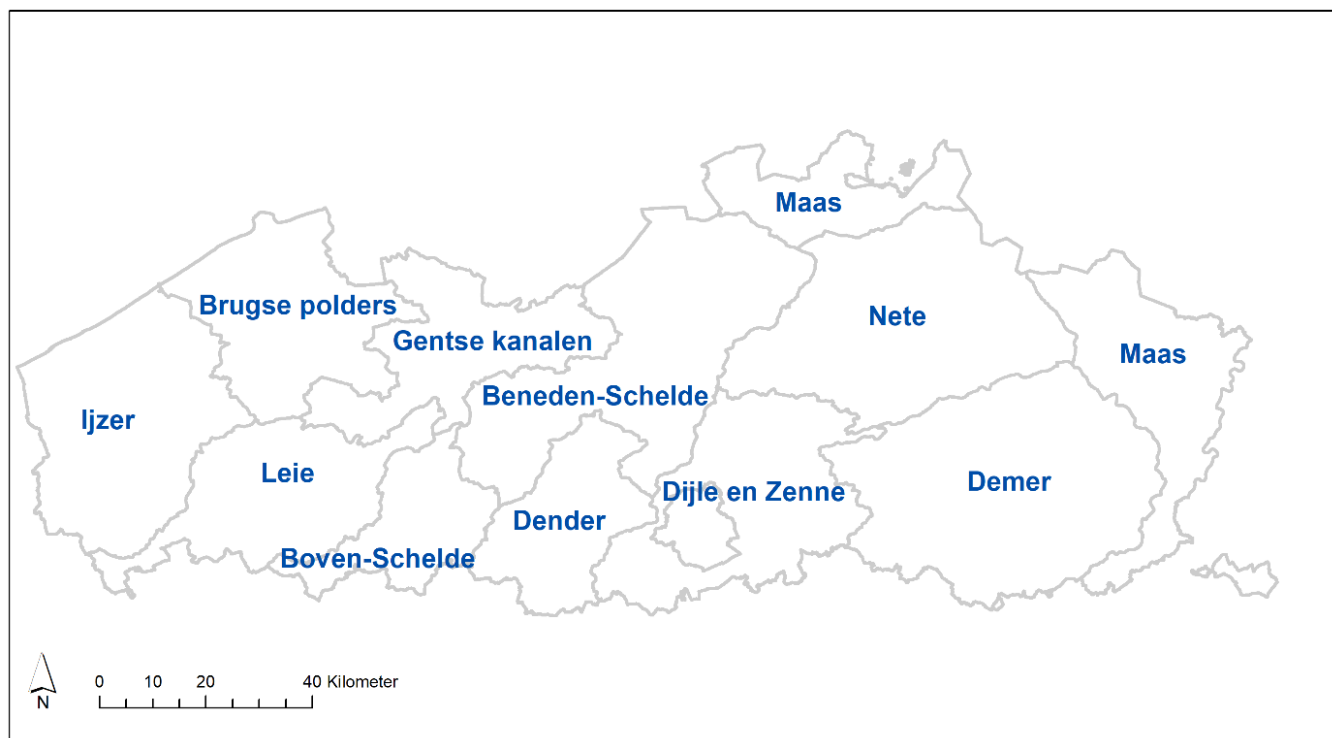 Maas
Brugse polders
Nete
Gentse kanalen
Maas
Beneden-Schelde
Ijzer
Leie
Demer
Dijle en Zenne
Dender
Boven-Schelde
0 10 20 40 Kilometer
N